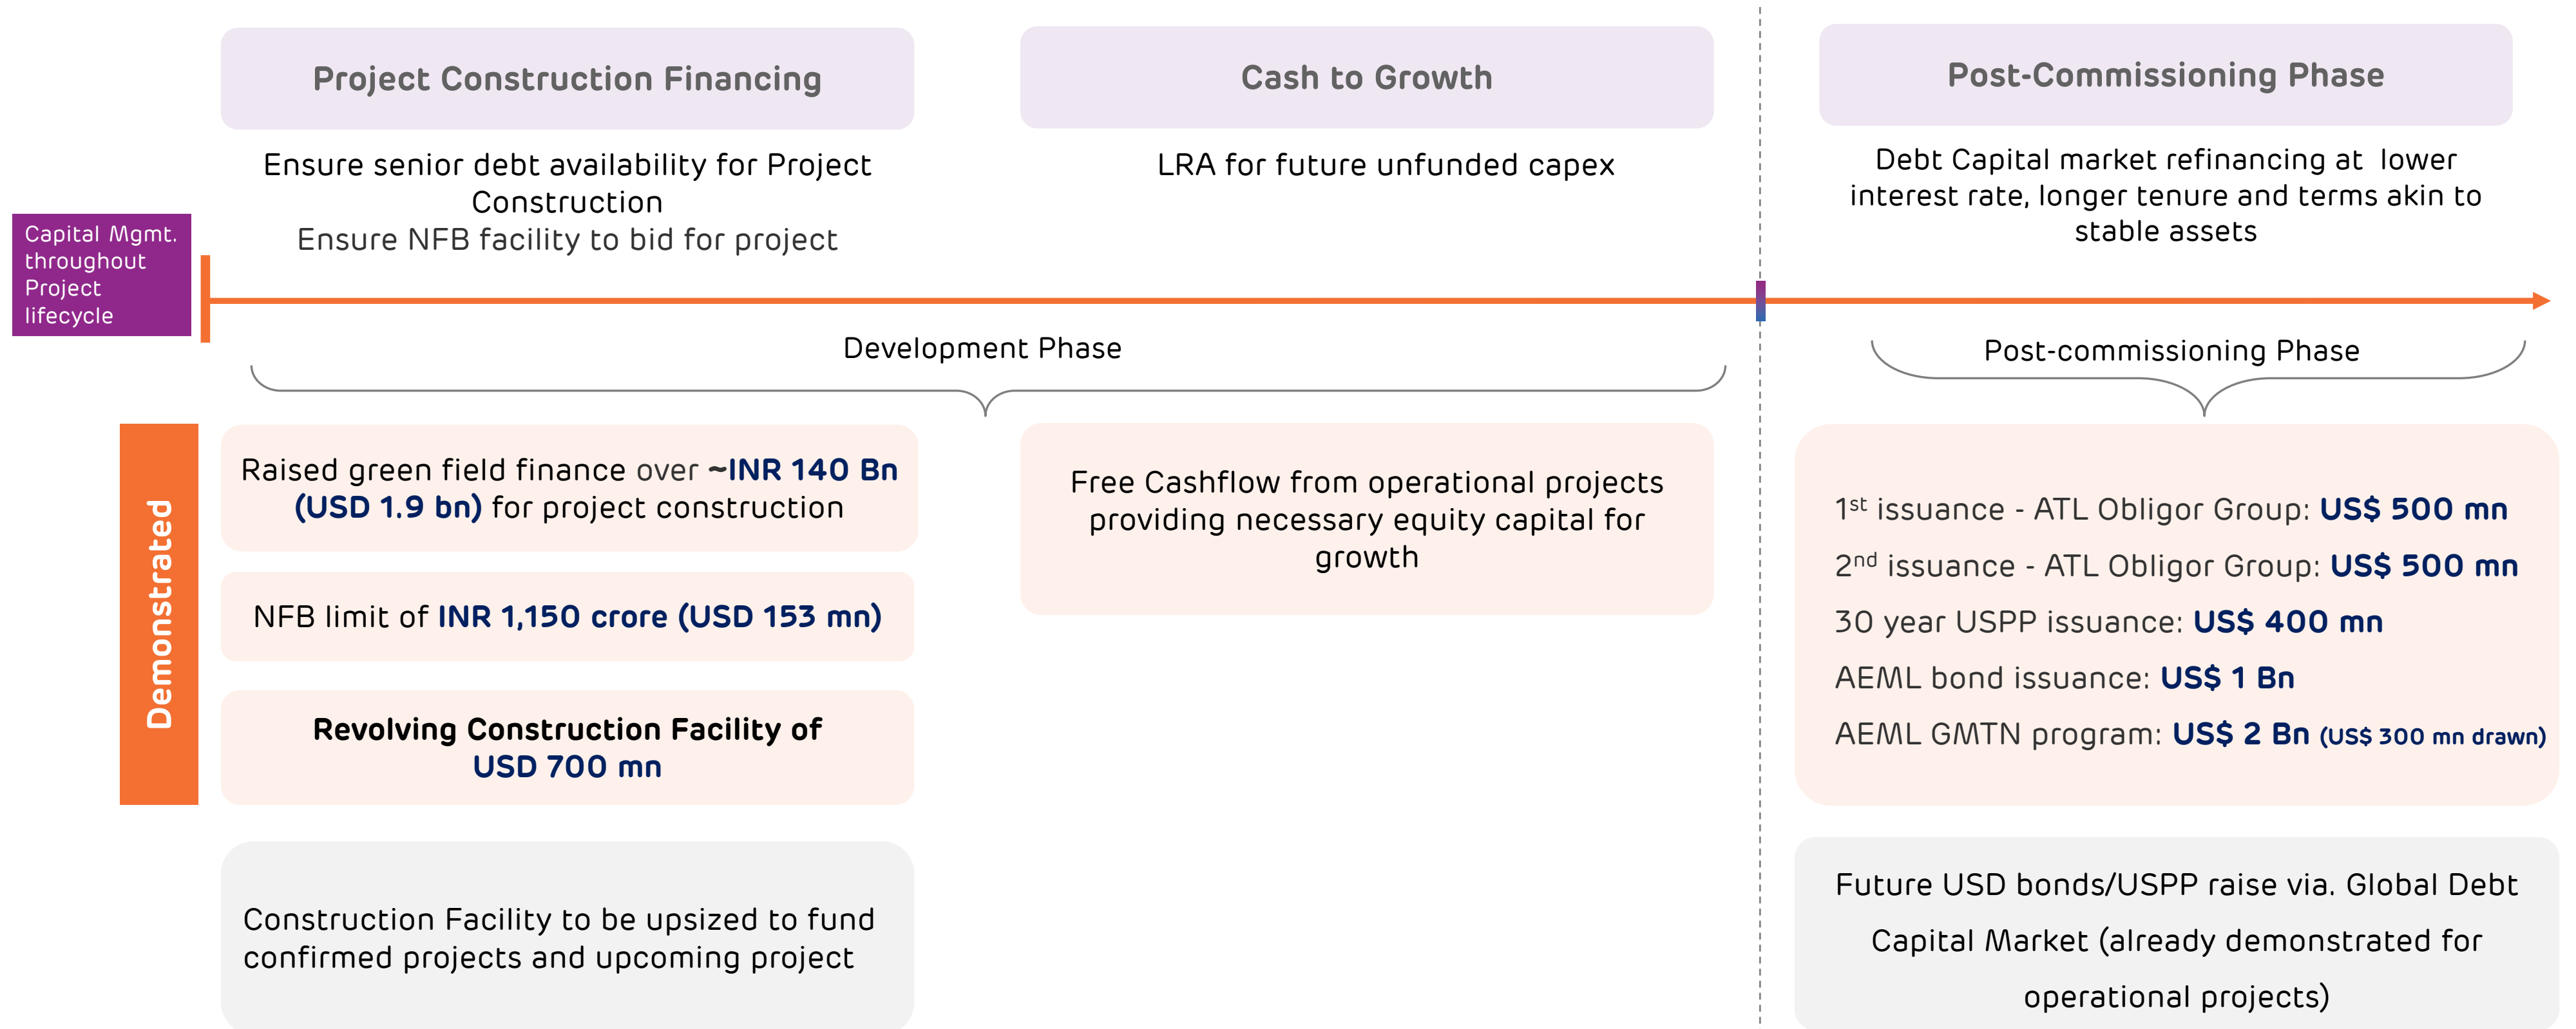 Project Construction Financing
Cash to Growth
Post-Commissioning Phase
Ensure senior debt availability for Project
Construction
Ensure NFB facility to bid for project
LRA for future unfunded capex
Debt Capital market refinancing at lower
interest rate, longer tenure and terms akin to
stable assets
Capital Mgmt.
throughout
Project
lifecycle
Development Phase
Post-commissioning Phase
Demonstrated
Raised green field finance over ~INR 140 Bn
(USD 1.9 bn) for project construction
NFB limit of INR 1,150 crore (USD 153 mn)
Revolving Construction Facility of
USD 700 mn
Free Cashflow from operational projects
providing necessary equity capital for
growth
1st issuance - ATL Obligor Group: US$ 500 mn
2nd issuance - ATL Obligor Group: US$ 500 mn
30 year USPP issuance: US$ 400 mn
AEML bond issuance: US$ 1 Bn
AEML GMTN program: US$ 2 Bn (US$ 300 mn drawn)
Construction Facility to be upsized to fund
confirmed projects and upcoming project
Future USD bonds/USPP raise via. Global Debt
Capital Market (already demonstrated for
operational projects)